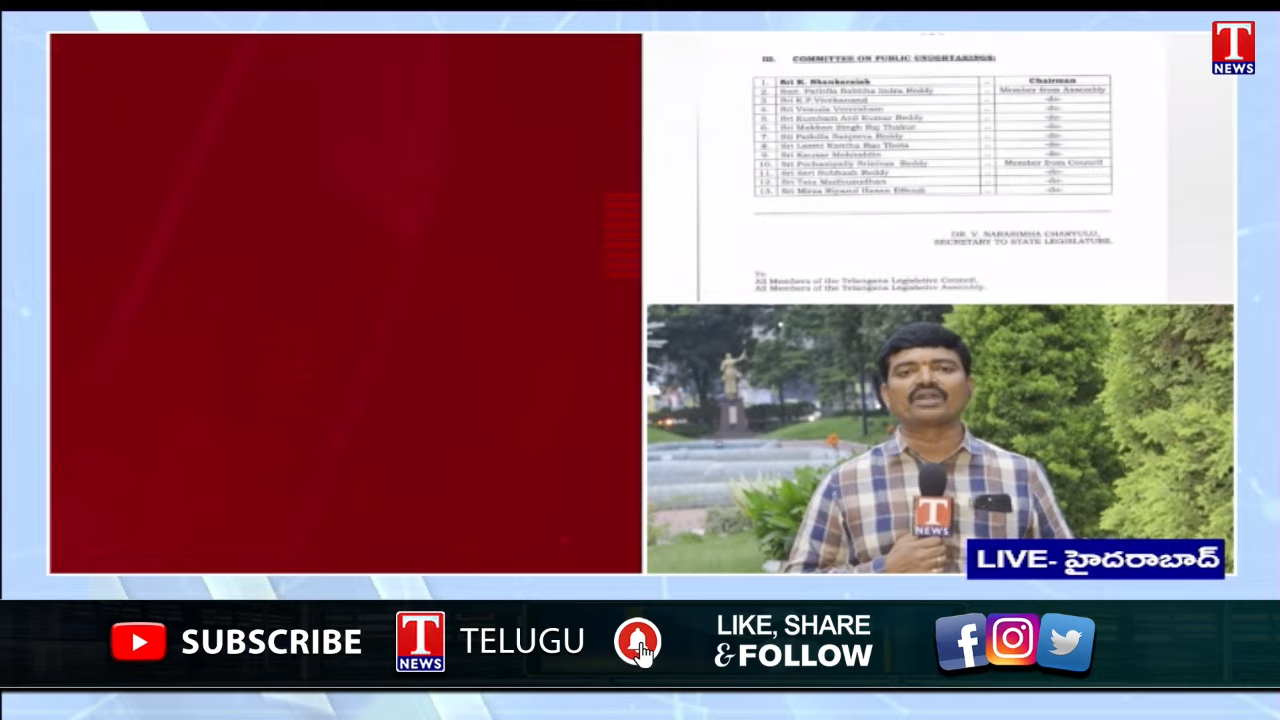 T
NEWS
III. COMMITTEE ON PUBLIC UNDERTAKINGS:
1. Sri K. Shankaraiah .. Chairman
2. Smt. Patlolla Sabitha Indra Reddy .. Member from Assembly
3. Sri K.P.Vivekanand .. -do-
4. Sri Vemula Veeresham .. -do-
5. Sri Kumbam Anil Kumar Reddy .. -do-
6. Sri Makkan Singh Raj Thakur .. -do-
7. Sri Patlolla Sanjeeva Reddy .. -do-
8. Sri Laxmi Kantha Rao Thota .. -do-
9. Sri Kausar Mohiuddin .. -do-
10. Sri Pochampally Srinivas Reddy .. Member from Council
11. Sri Seri Subhash Reddy .. -do-
12. Sri Tata Madhusudhan .. -do-
13. Sri Mirza Riyazul Hasan Effendi .. -do-
DR. V. NARASIMHA CHARYULU,
SECRETARY TO STATE LEGISLATURE.
To
All Members of the Telangana Legislative Council,
All Members of the Telangana Legislative Assembly.
T
NEWS
LIVE- హైదరాబాద్
SUBSCRIBE T NEWS TELUGU LIKE, SHARE
& FOLLOW